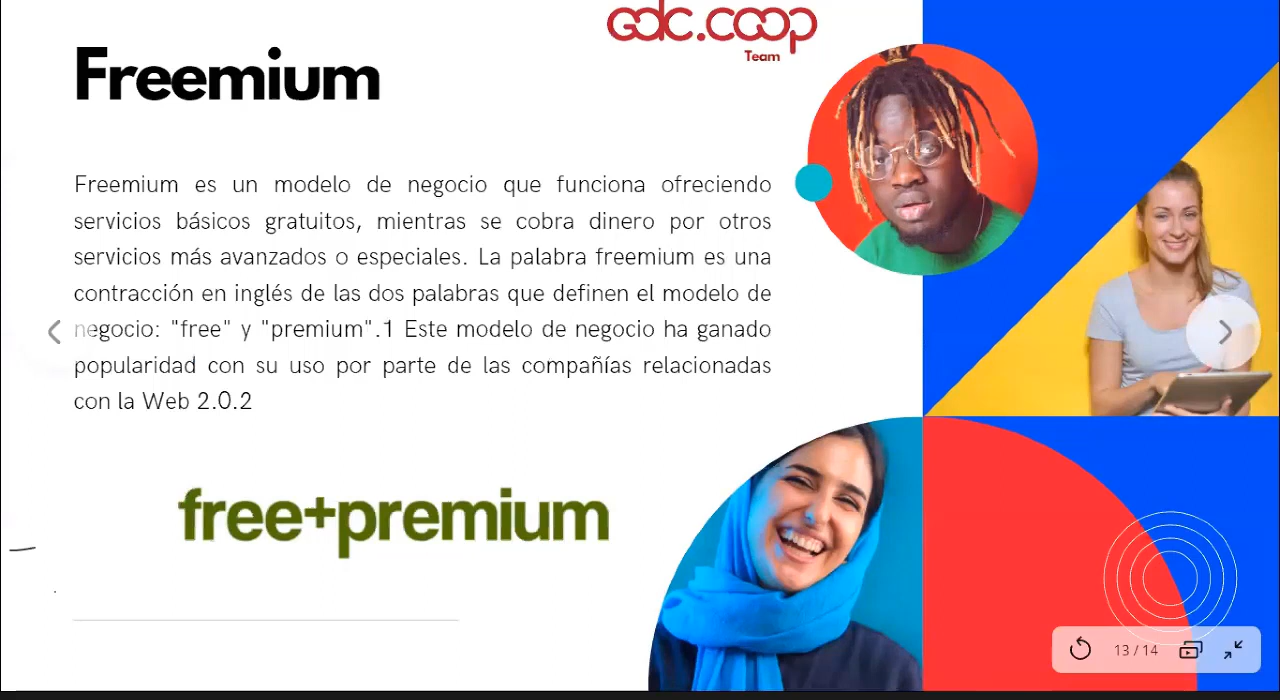 Gdc.coop
Team
Freemium
Freemium es un modelo de negocio que funciona ofreciendo
servicios básicos gratuitos, mientras se cobra dinero por otros
servicios más avanzados o especiales. La palabra freemium es una
contracción en inglés de las dos palabras que definen el modelo de
negocio: "free" y "premium".1 Este modelo de negocio ha ganado
popularidad con su uso por parte de las compañías relacionadas
con la Web 2.0.2
free+premium
13 / 14